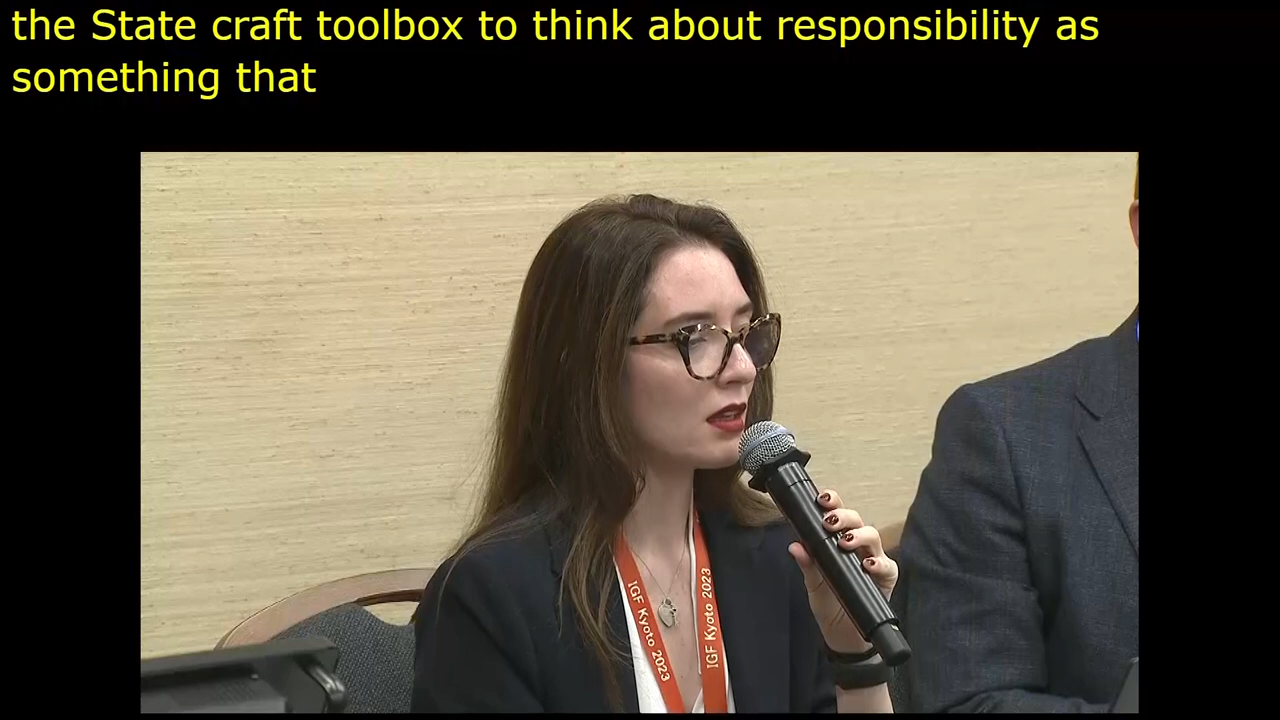 the State craft toolbox to think about responsibility as
something that
IGF Kyoto 2023
IGF Kyoto 2023